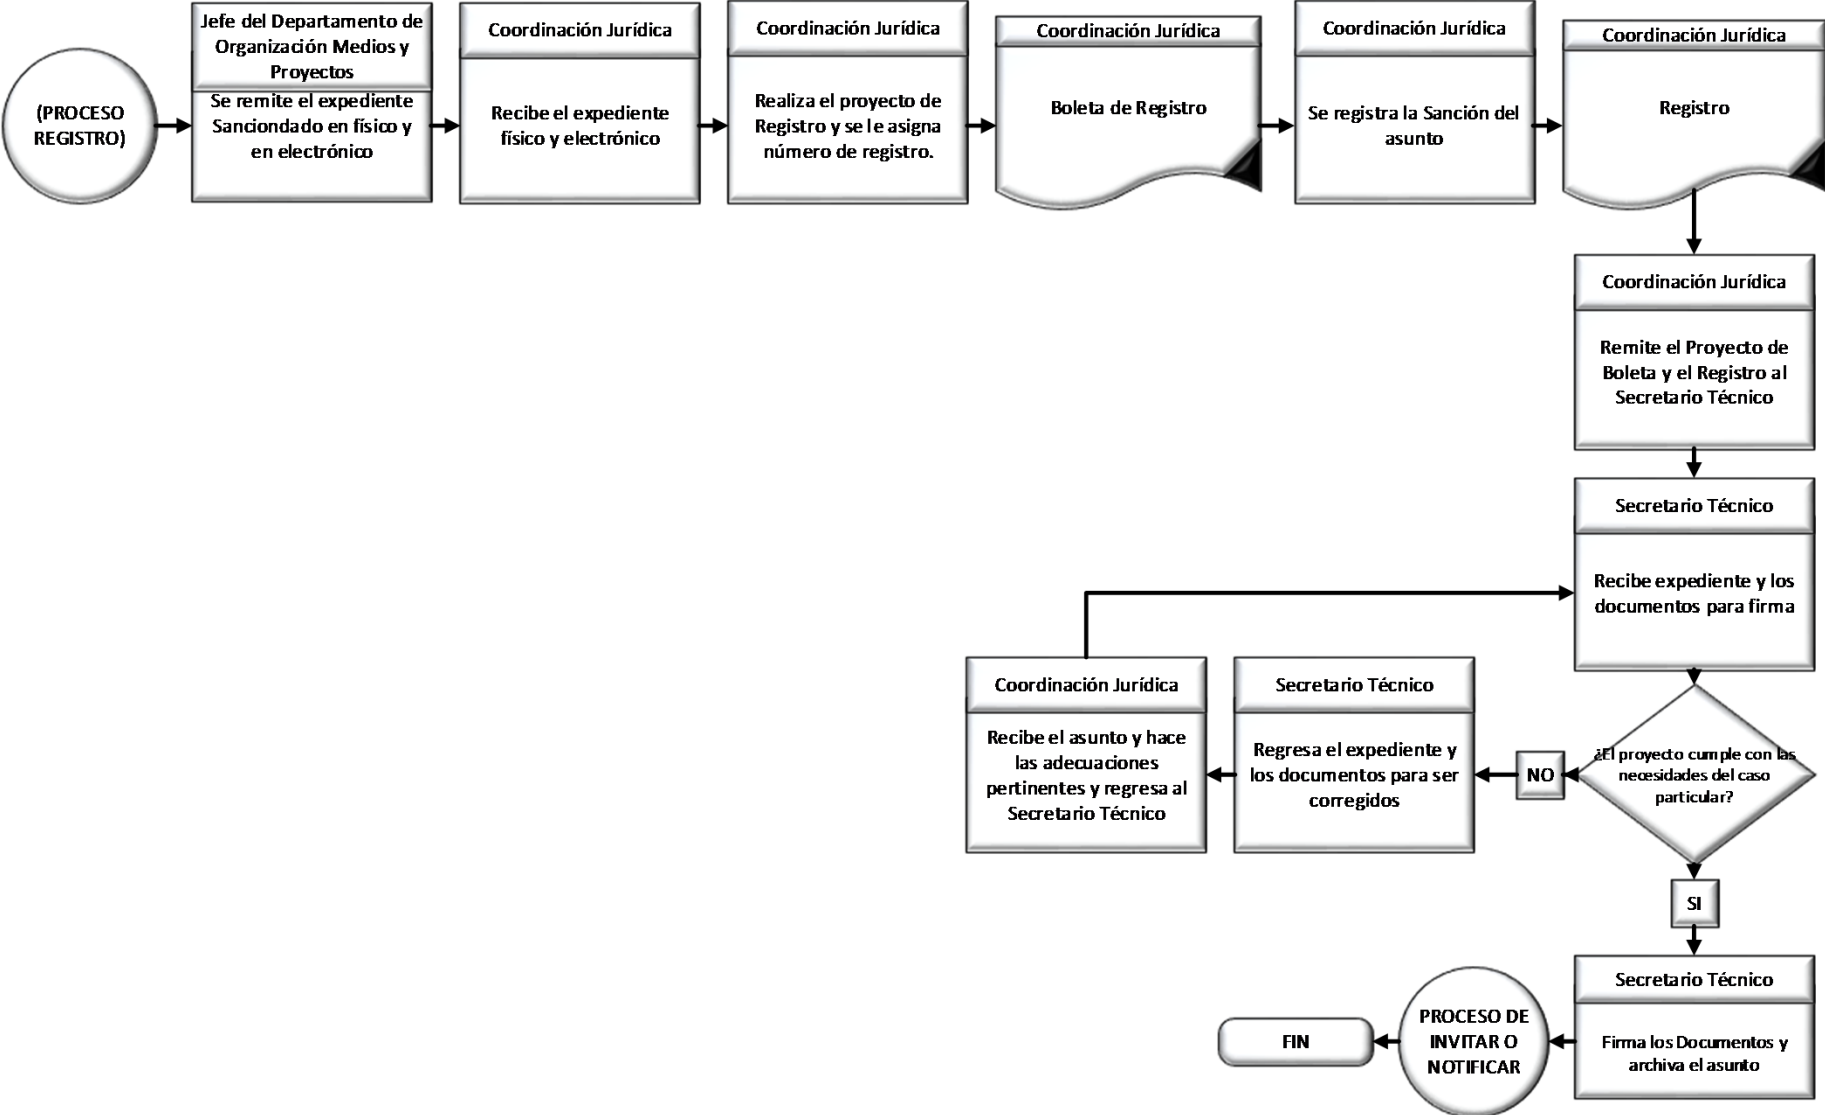 (PROCESO
REGISTRO)
Jefe del Departamento de
Organización Medios y
Proyectos
Se remite el expediente
Sanciondado en físico y
en electrónico
Coordinación Jurídica
Recibe el expediente
físico y electrónico
Coordinación Jurídica
Realiza el proyecto de
Registro y se le asigna
número de registro.
Coordinación Jurídica
Boleta de Registro
Coordinación Jurídica
Se registra la Sanción del
asunto
Coordinación Jurídica
Registro
Coordinación Jurídica
Remite el Proyecto de
Boleta y el Registro al
Secretario Técnico
Secretario Técnico
Recibe expediente y los
documentos para firma
¿El proyecto cumple con las
necesidades del caso
particular?
NO
Secretario Técnico
Regresa el expediente y
los documentos para ser
corregidos
Coordinación Jurídica
Recibe el asunto y hace
las adecuaciones
pertinentes y regresa al
Secretario Técnico
SI
Secretario Técnico
Firma los Documentos y
archiva el asunto
PROCESO DE
INVITAR O
NOTIFICAR
FIN